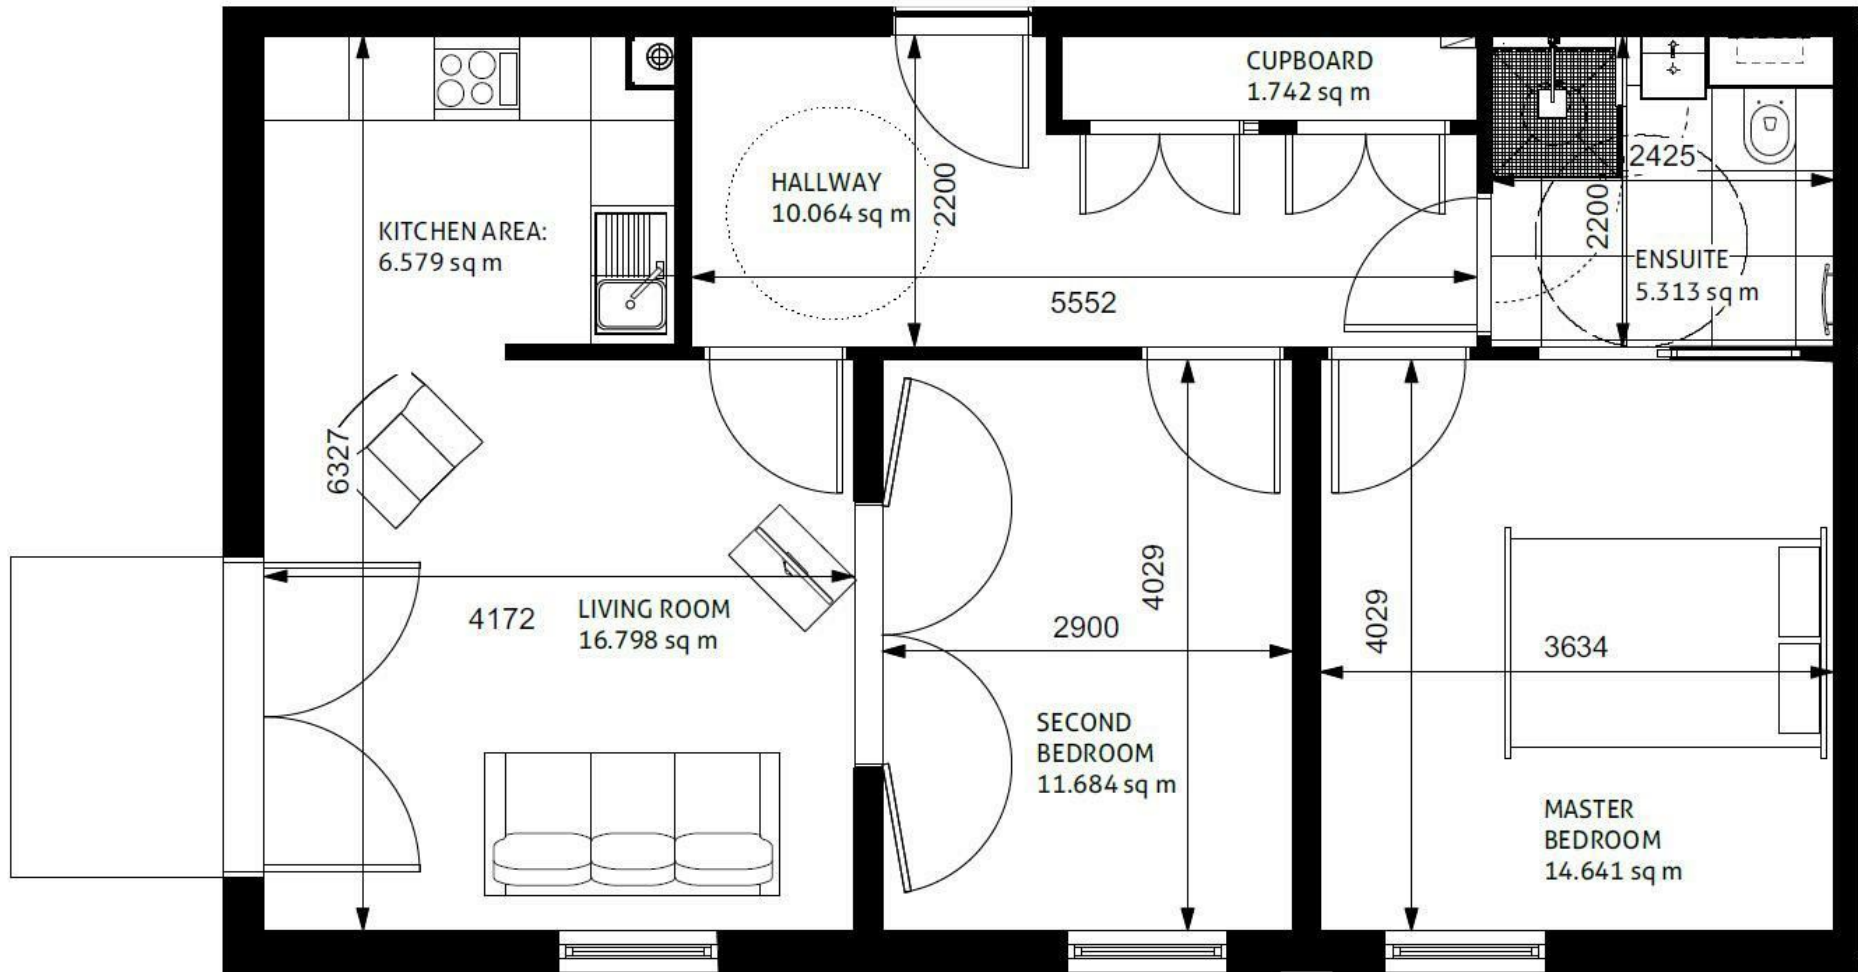 CUPBOARD
1.742 sq m
2425
HALLWAY
10.064 sq m
2200
2200
KITCHEN AREA:
6.579 sq m
ENSUITE
5.313 sq m
5552
6327
4172
LIVING ROOM
16.798 sq m
4029
2900
4029
3634
SECOND
BEDROOM
11.684 sq m
MASTER
BEDROOM
14.641 sq m